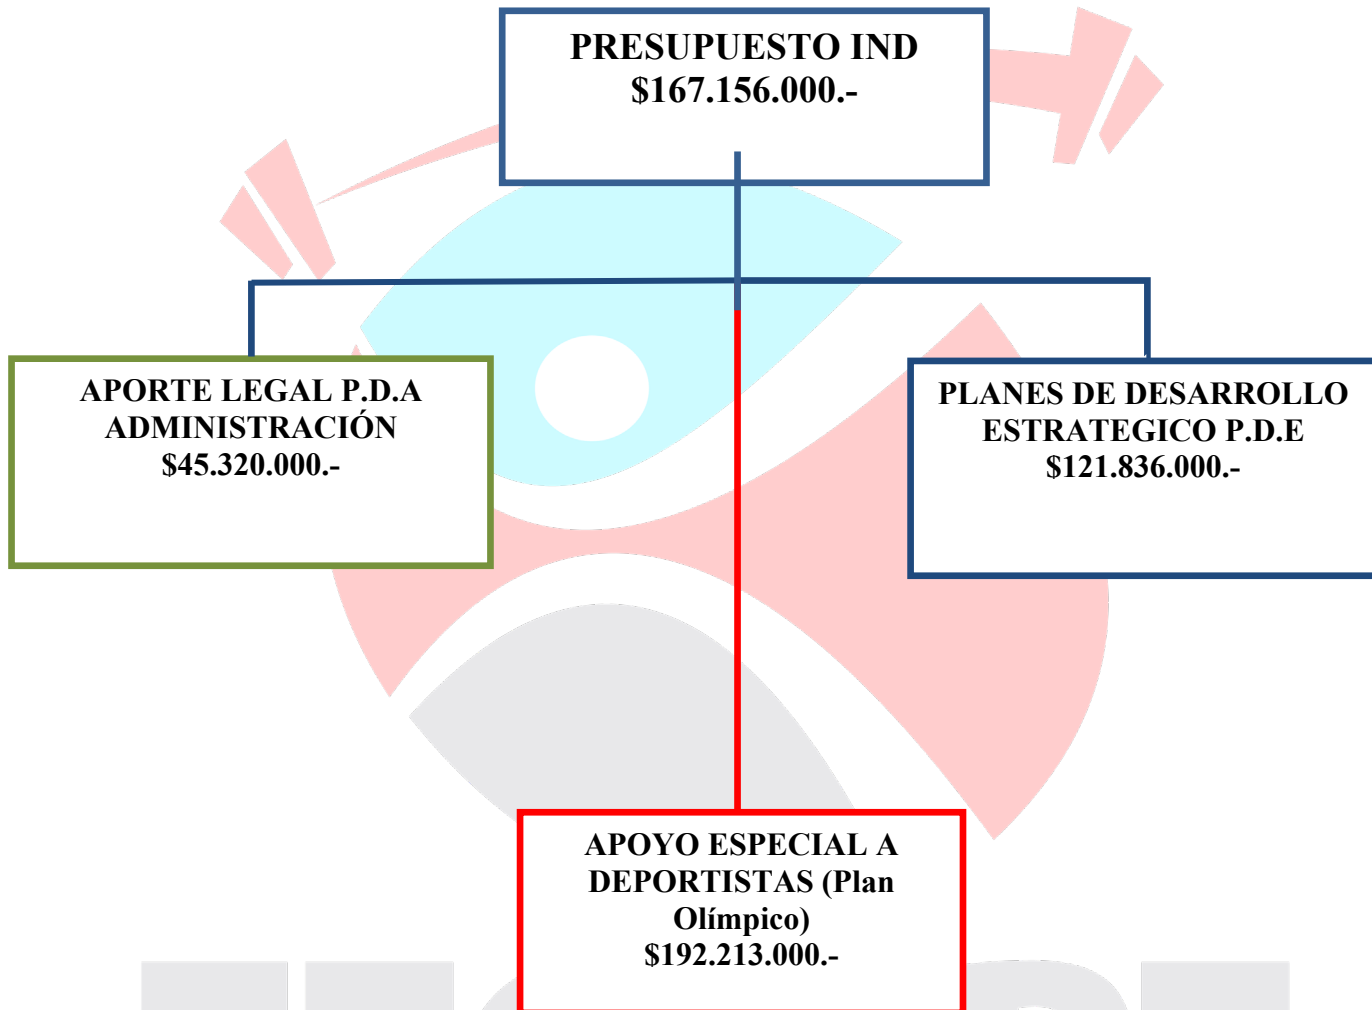 PRESUPUESTO IND
$167.156.000.-
APORTE LEGAL P.D.A
ADMINISTRACIÓN
$45.320.000.-
PLANES DE DESARROLLO
ESTRATEGICO P.D.E
$121.836.000.-
APOYO ESPECIAL A
DEPORTISTAS (Plan
Olímpico)
$192.213.000.-